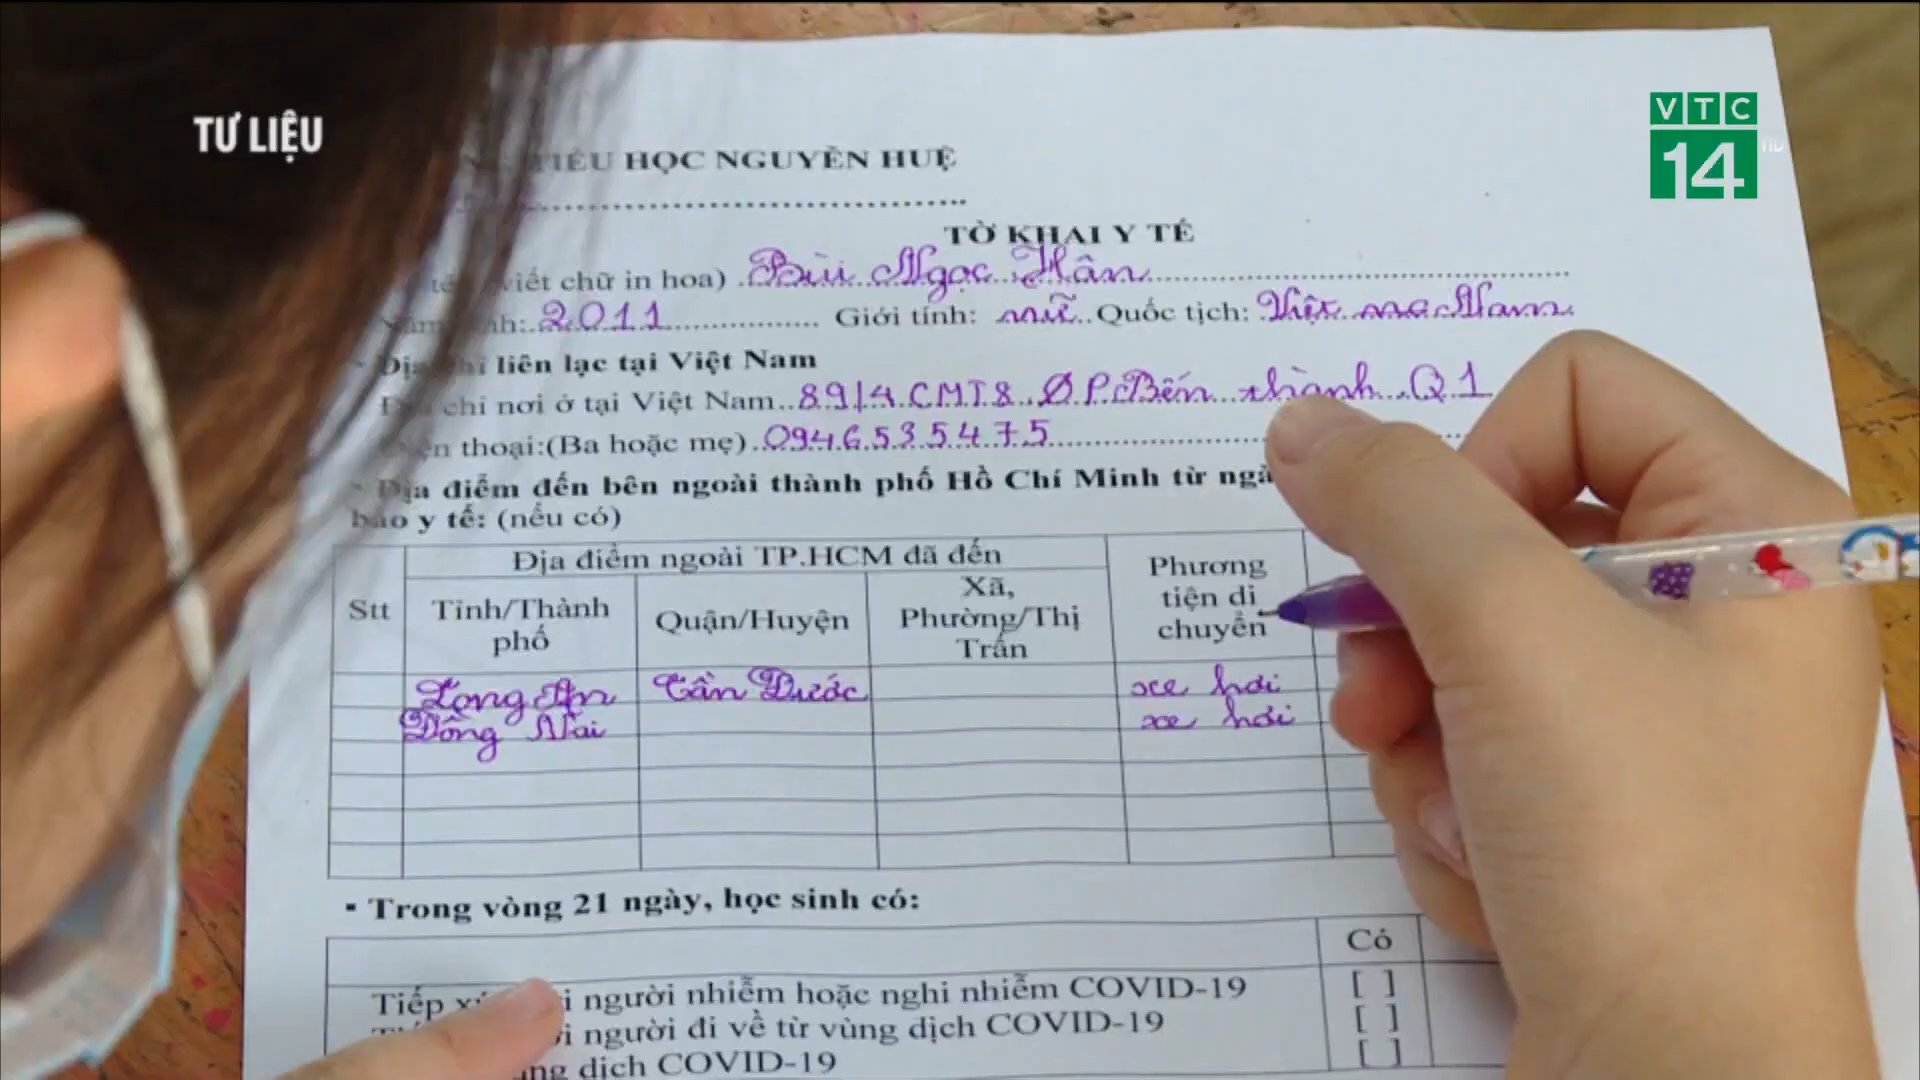 TƯ LIỆU
VTC
14
HD
TIỂU HỌC NGUYỄN HUỆ
TỜ KHAI Y TẾ
viết chữ in hoa) Bùi Ngọc Hân
2011 Giới tính: nữ Quốc tịch: Việt Nam
liên lạc tại Việt Nam
chỉ nơi ở tại Việt Nam 89/4 CMT8 P. Bến thành Q1
thoại:(Ba hoặc mẹ) 0946535475
Địa điểm đến bên ngoài thành phố Hồ Chí Minh từ ngà
báo y tế: (nếu có)
Stt
Địa điểm ngoài TP.HCM đã đến
Tỉnh/Thành phố
Quận/Huyện
Xã, Phường/Thị Trấn
Phương tiện di chuyển
Long An Cần Đước xe hơi
Đồng Nai xe hơi
▪ Trong vòng 21 ngày, học sinh có:
Có
Tiếp người nhiễm hoặc nghi nhiễm COVID-19 [ ]
người đi về từ vùng dịch COVID-19 [ ]
dịch COVID-19 [ ]